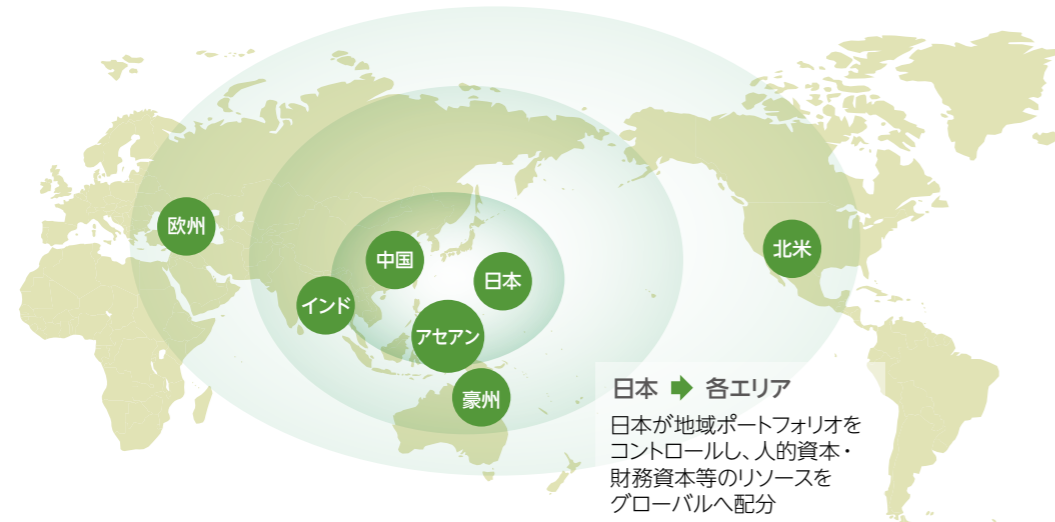 欧州
中国
日本
北米
インド
アセアン
豪州
日本 ➡ 各エリア
日本が地域ポートフォリオを
コントロールし、人的資本・
財務資本等のリソースを
グローバルへ配分